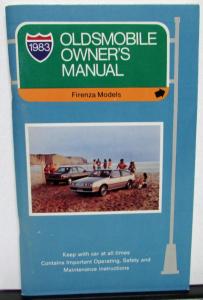 1983
OLDSMOBILE
OWNER'S
MANUAL
Firenza Models
Keep with car at all times
Contains Important Operating, Safety and
Maintenance Instructions